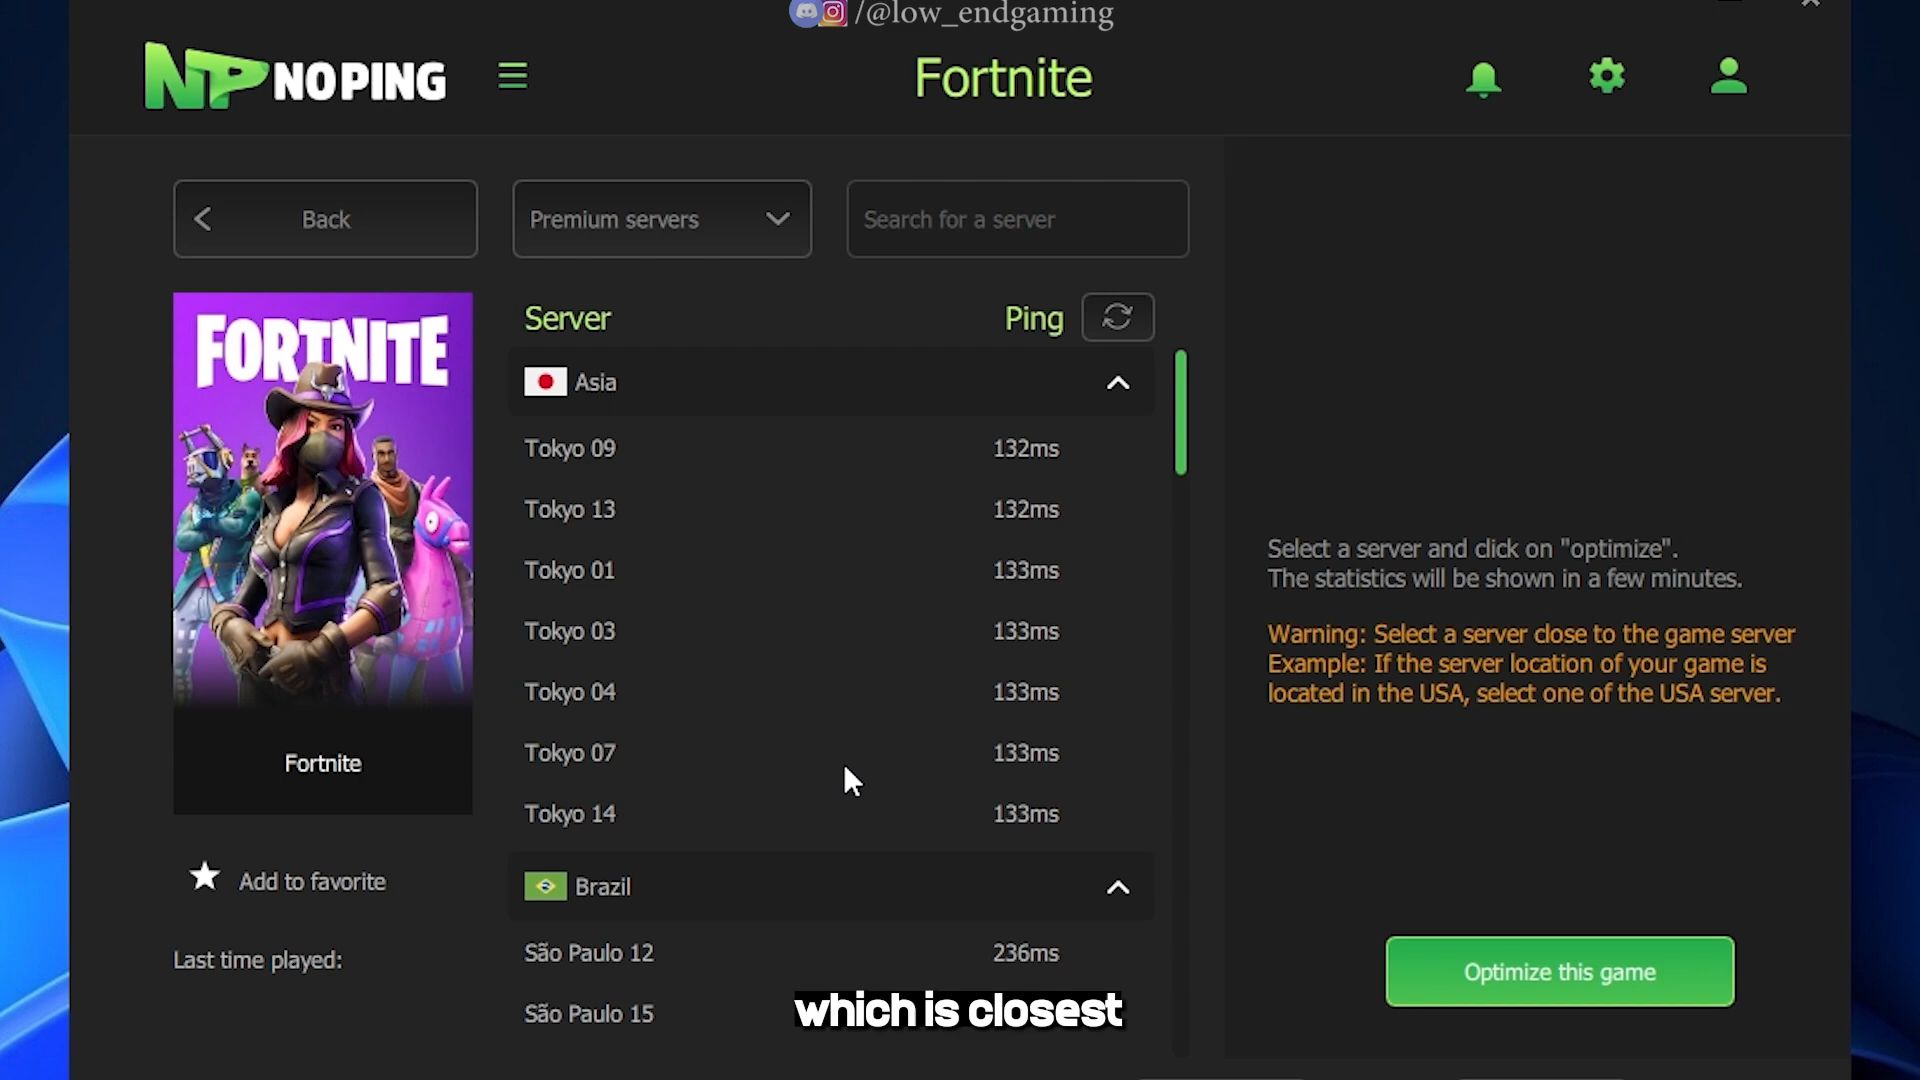 /@low_endgaming
NP NO PING
Fortnite
Back
Premium servers
Search for a server
FORTNITE
Fortnite
Add to favorite
Last time played:
Server Ping
Asia
Tokyo 09 132ms
Tokyo 13 132ms
Tokyo 01 133ms
Tokyo 03 133ms
Tokyo 04 133ms
Tokyo 07 133ms
Tokyo 14 133ms
Brazil
São Paulo 12 236ms
São Paulo 15
Select a server and click on "optimize".
The statistics will be shown in a few minutes.
Warning: Select a server close to the game server
Example: If the server location of your game is
located in the USA, select one of the USA server.
Optimize this game
which is closest